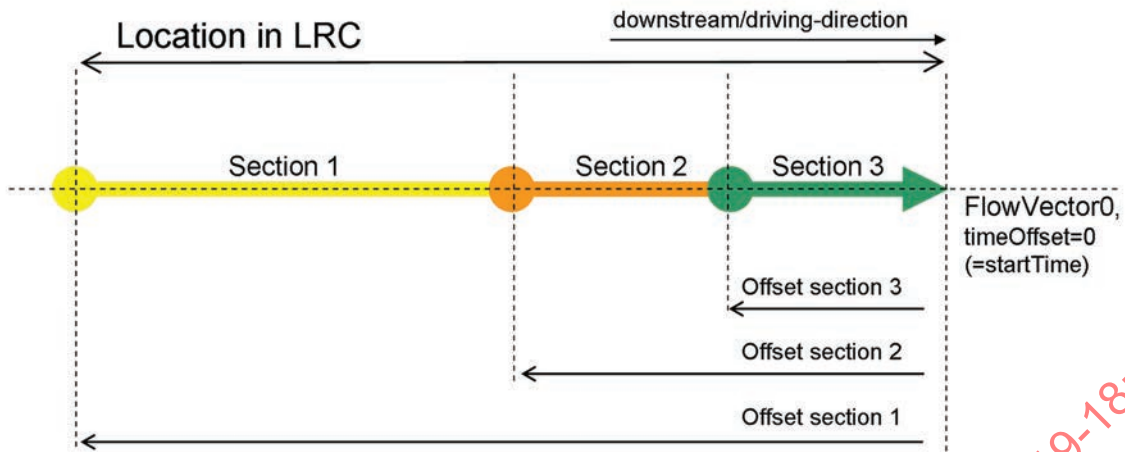 downstream/driving-direction
Location in LRC
Section 1
Section 2
Section 3
FlowVector0,
timeOffset=0
(=startTime)
Offset section 3
Offset section 2
Offset section 1